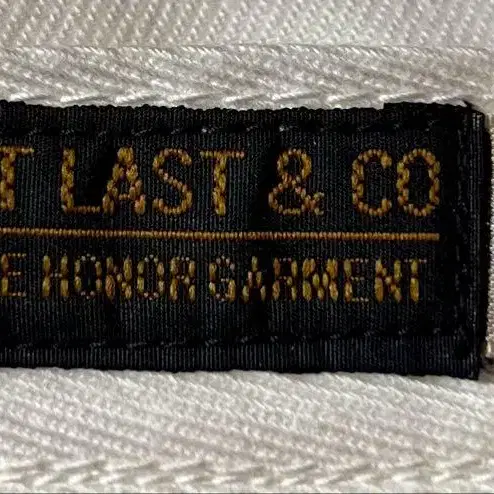 T LAST & CO
E HONOR GARMENT